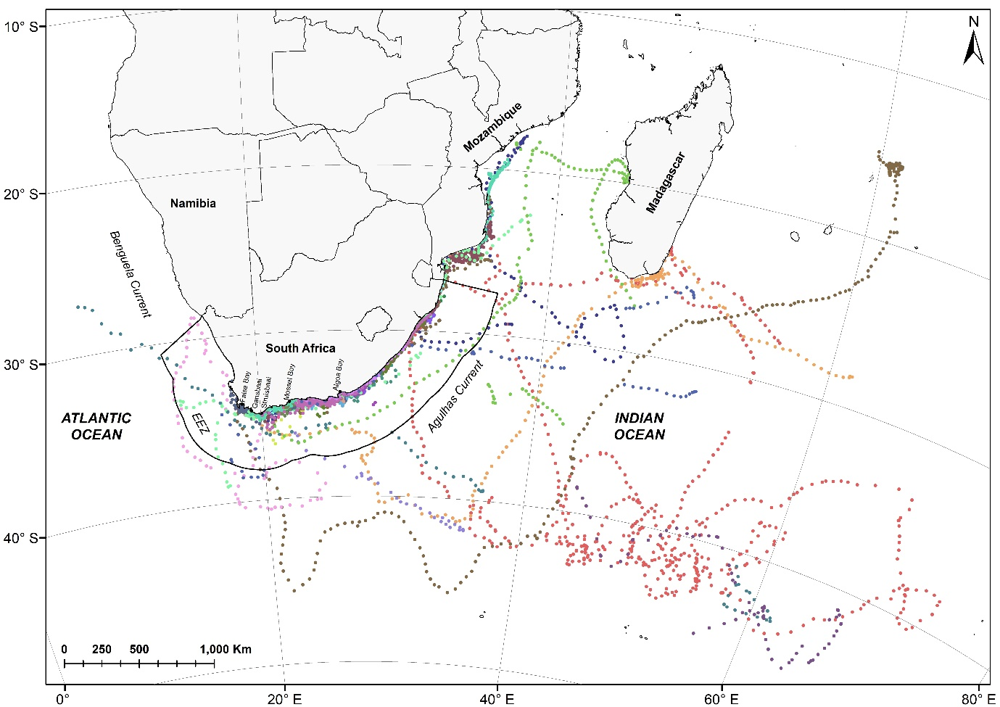 N
10° S
20° S
30° S
40° S
Mozambique
Madagascar
Namibia
Benguela Current
South Africa
False Bay
Gansbaai
Struisbaai
Mossel Bay
Algoa Bay
EEZ
Agulhas Current
ATLANTIC
OCEAN
INDIAN
OCEAN
0 250 500 1,000 Km
0° 20° E 40° E 60° E 80° E